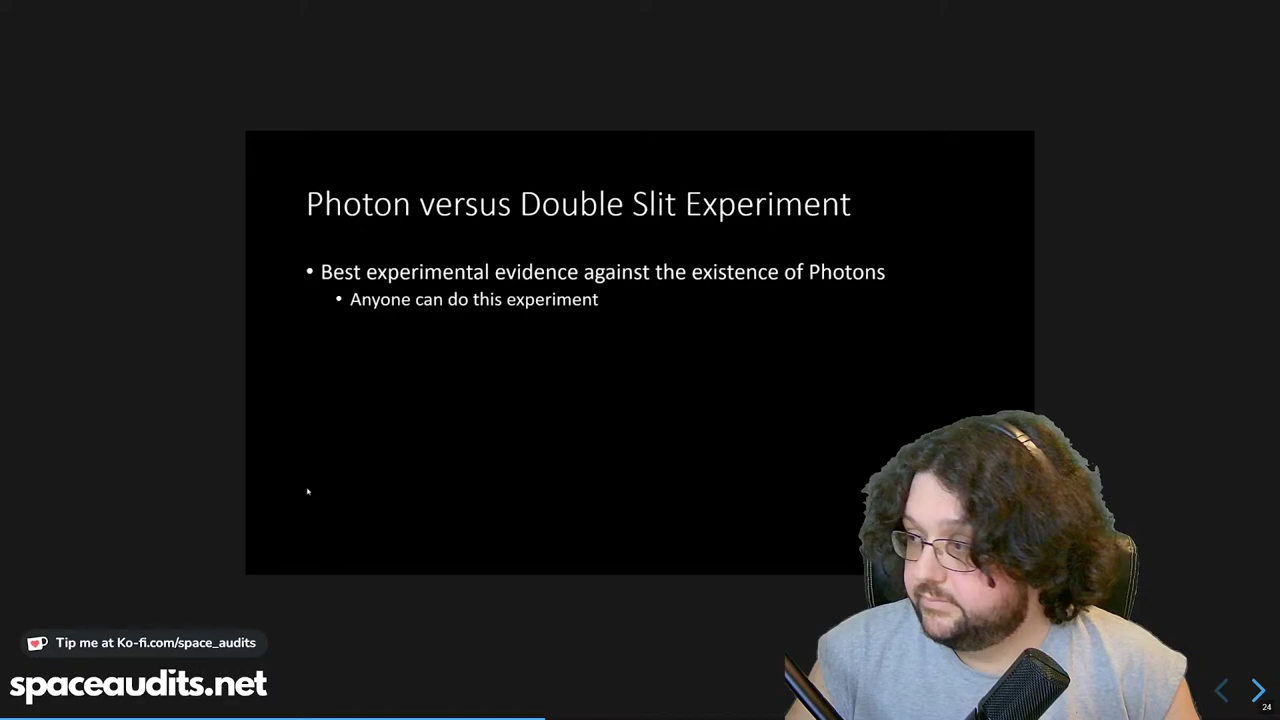 Photon versus Double Slit Experiment
• Best experimental evidence against the existence of Photons
• Anyone can do this experiment
Tip me at Ko-fi.com/space_audits
spaceaudits.net
24